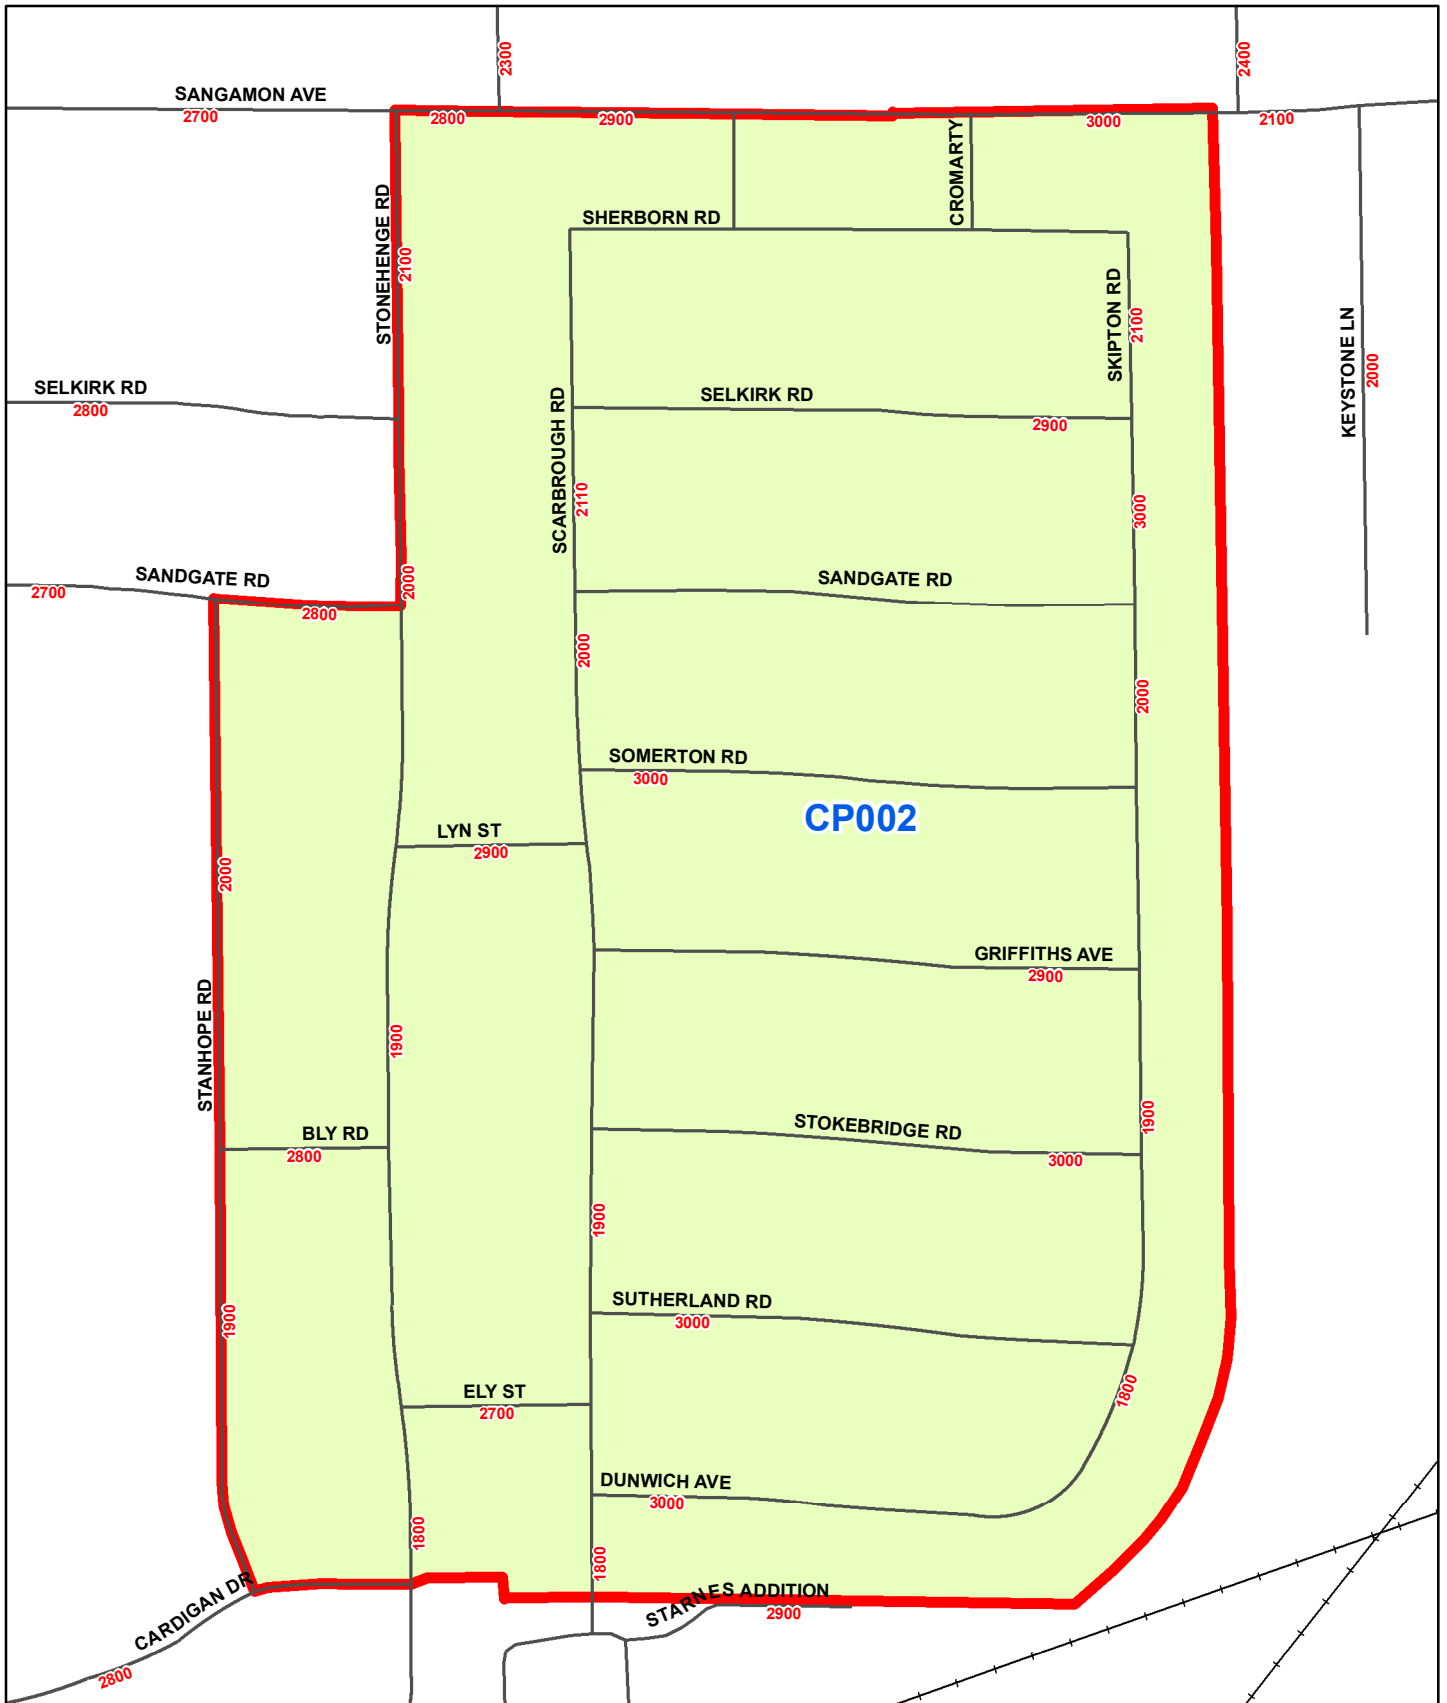 2300
2400
SANGAMON AVE
2700
2800
2900
3000
2100
CROMARTY
STONEHENGE RD
2100
SHERBORN RD
SKIPTON RD
2100
KEYSTONE LN
2000
SELKIRK RD
2800
SELKIRK RD
2900
SCARBROUGH RD
2110
3000
SANDGATE RD
2700
2800
2000
SANDGATE RD
2000
2000
SOMERTON RD
3000
CP002
LYN ST
2900
2000
GRIFFITHS AVE
2900
STANHOPE RD
1900
BLY RD
2800
STOKEBRIDGE RD
3000
1900
1900
1900
SUTHERLAND RD
3000
ELY ST
2700
1800
DUNWICH AVE
3000
1800
1800
CARDIGAN DR
2800
STARNES ADDITION
2900